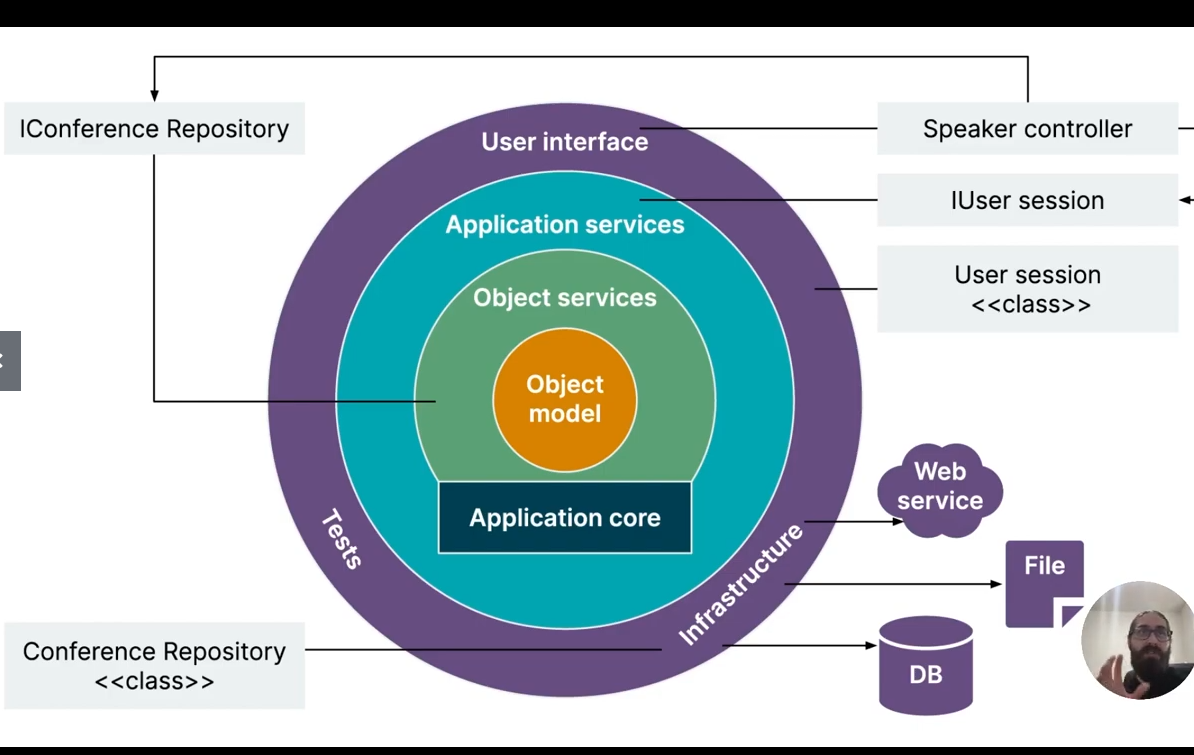 IConference Repository
User interface
Speaker controller
IUser session
Application services
User session
<<class>>
Object services
Object
model
Web
service
Application core
Tests
Infrastructure
File
Conference Repository
<<class>>
DB